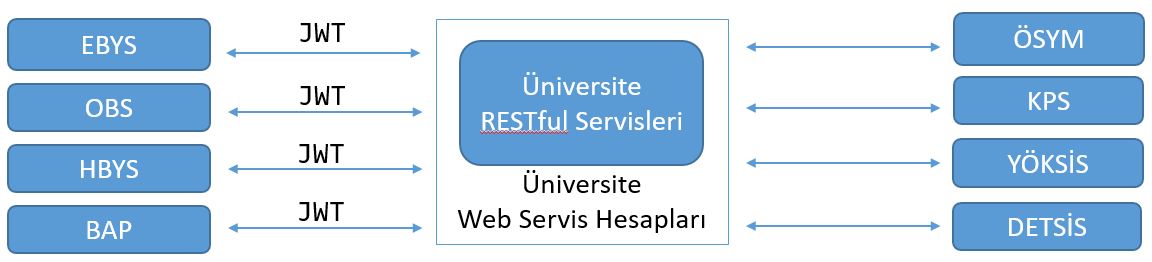 EBYS
OBS
HBYS
BAP
JWT
JWT
JWT
JWT
Üniversite
RESTful Servisleri
Üniversite
Web Servis Hesapları
ÖSYM
KPS
YÖKSİS
DETSİS